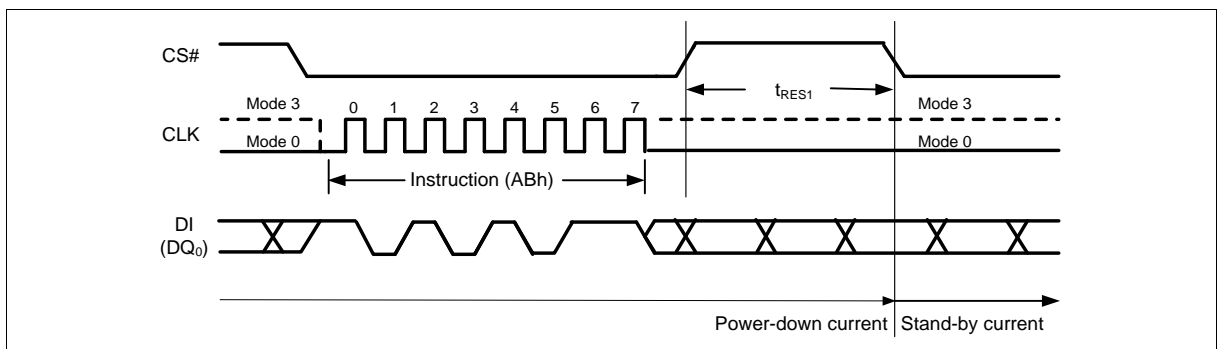 CS#
tRES1
Mode 3 0 1 2 3 4 5 6 7 Mode 3
CLK
Mode 0 Mode 0
Instruction (ABh)
DI
(DQ0)
Power-down current Stand-by current